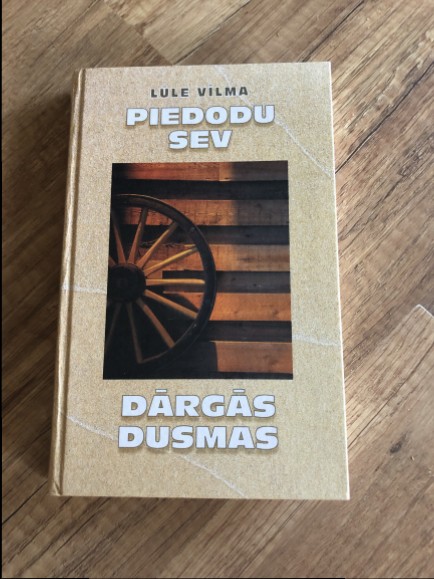 LULE VILMA
PIEDODU
SEV
DĀRGĀS
DUSMAS